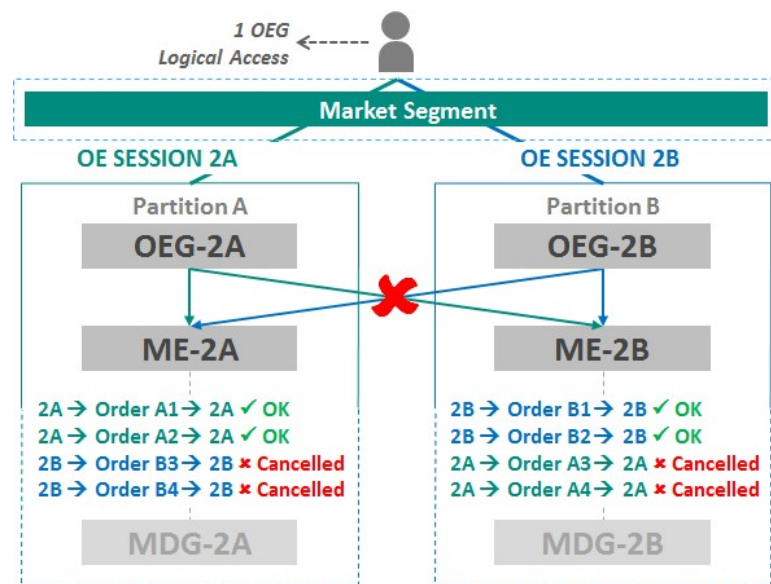 1 OEG
Logical Access
Market Segment
OE SESSION 2A
OE SESSION 2B
Partition A
OEG-2A
ME-2A
2A → Order A1 → 2A ✓ OK
2A → Order A2 → 2A ✓ OK
2B → Order B3 → 2B ✘ Cancelled
2B → Order B4 → 2B ✘ Cancelled
MDG-2A
Partition B
OEG-2B
ME-2B
2B → Order B1 → 2B ✓ OK
2B → Order B2 → 2B ✓ OK
2A → Order A3 → 2A ✘ Cancelled
2A → Order A4 → 2A ✘ Cancelled
MDG-2B